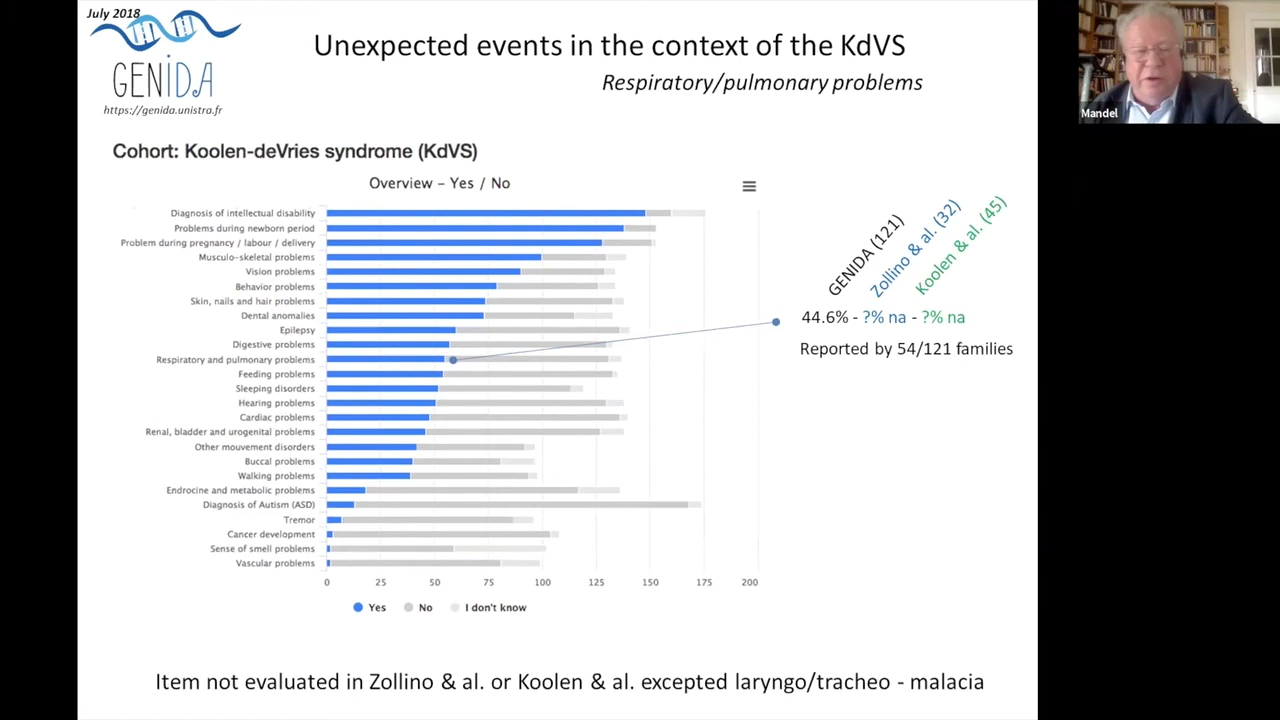 July 2018
GENIDA
https://genida.unistra.fr
Unexpected events in the context of the KdVS
Respiratory/pulmonary problems
Mandel
Cohort: Koolen-deVries syndrome (KdVS)
Overview – Yes / No
Diagnosis of intellectual disability
Problems during newborn period
Problem during pregnancy / labour / delivery
Musculo-skeletal problems
Vision problems
Behavior problems
Skin, nails and hair problems
Dental anomalies
Epilepsy
Digestive problems
Respiratory and pulmonary problems
Feeding problems
Sleeping disorders
Hearing problems
Cardiac problems
Renal, bladder and urogenital problems
Other mouvement disorders
Buccal problems
Walking problems
Endocrine and metabolic problems
Diagnosis of Autism (ASD)
Tremor
Cancer development
Sense of smell problems
Vascular problems
0 25 50 75 100 125 150 175 200
Yes No I don't know
GENIDA (121)
Zollino & al. (32)
Koolen & al. (45)
44.6% - ?% na - ?% na
Reported by 54/121 families
Item not evaluated in Zollino & al. or Koolen & al. excepted laryngo/tracheo - malacia